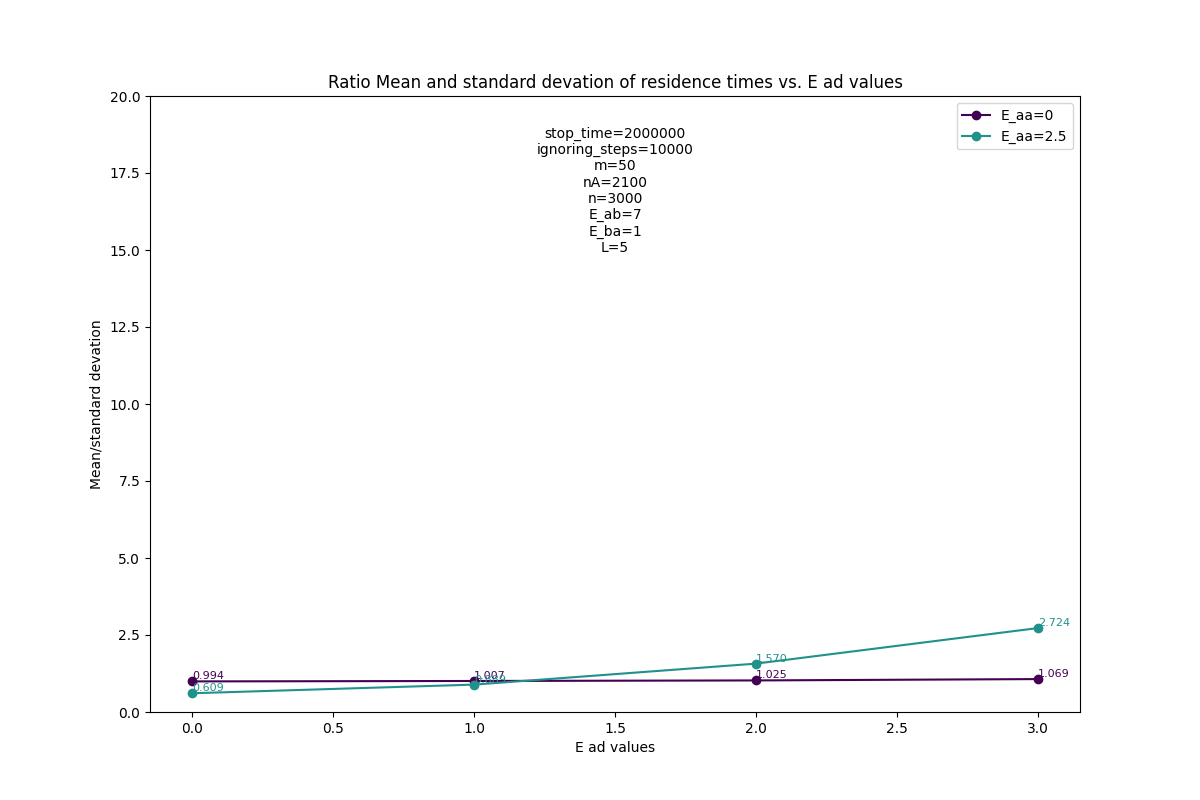 Ratio Mean and standard devation of residence times vs. E ad values
20.0
17.5
15.0
12.5
10.0
7.5
5.0
2.5
0.0
Mean/standard devation
stop_time=2000000
ignoring_steps=10000
m=50
nA=2100
n=3000
E_ab=7
E_ba=1
L=5
E_aa=0
E_aa=2.5
0.994
0.609
1.007
1.570
1.025
2.724
1.069
0.0
0.5
1.0
1.5
2.0
2.5
3.0
E ad values